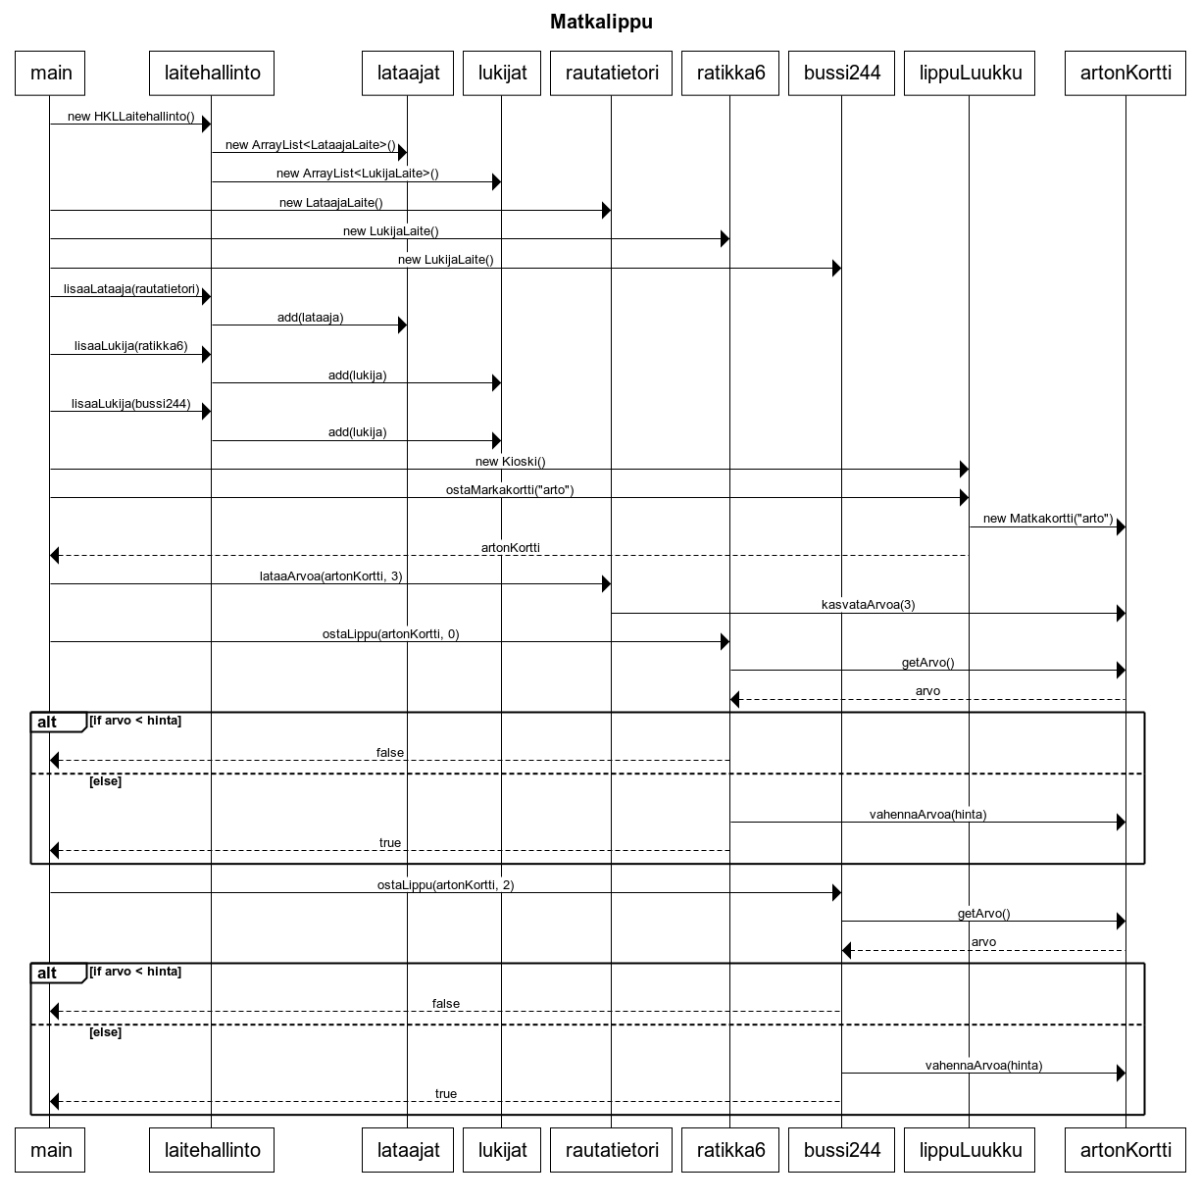 Matkalippu
main laitehallinto lataajat lukijat rautatietori ratikka6 bussi244 lippuLuukku artonKortti
new HKLLaitehallinto()
new ArrayList<LataajaLaite>()
new ArrayList<LukijaLaite>()
new LataajaLaite()
new LukijaLaite()
new LukijaLaite()
lisaaLataaja(rautatietori)
add(lataaja)
lisaaLukija(ratikka6)
add(lukija)
lisaaLukija(bussi244)
add(lukija)
new Kioski()
ostaMarkakortti("arto")
new Matkakortti("arto")
artonKortti
lataaArvoa(artonKortti, 3)
kasvataArvoa(3)
ostaLippu(artonKortti, 0)
getArvo()
arvo
alt [if arvo < hinta]
false
[else]
vahennaArvoa(hinta)
true
ostaLippu(artonKortti, 2)
getArvo()
arvo
alt [if arvo < hinta]
false
[else]
vahennaArvoa(hinta)
true
main laitehallinto lataajat lukijat rautatietori ratikka6 bussi244 lippuLuukku artonKortti